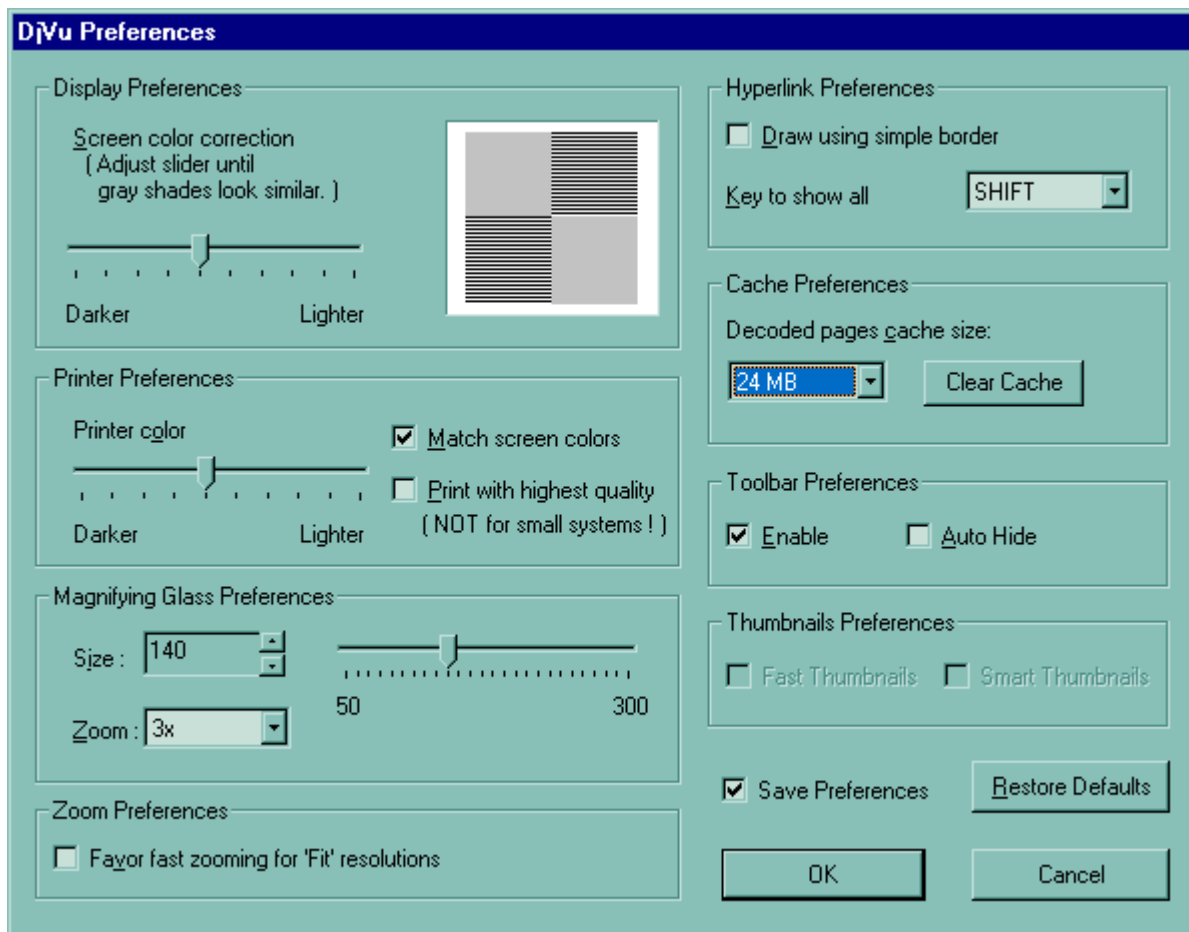 DjVu Preferences
Display Preferences
Screen color correction
( Adjust slider until
gray shades look similar. )
Darker
Lighter
Printer Preferences
Printer color
Match screen colors
Print with highest quality
( NOT for small systems ! )
Darker
Lighter
Magnifying Glass Preferences
Size :
140
50
300
Zoom :
3x
Zoom Preferences
Favor fast zooming for 'Fit' resolutions
Hyperlink Preferences
Draw using simple border
Key to show all
SHIFT
Cache Preferences
Decoded pages cache size:
24 MB
Clear Cache
Toolbar Preferences
Enable
Auto Hide
Thumbnails Preferences
Fast Thumbnails
Smart Thumbnails
Save Preferences
Restore Defaults
OK
Cancel